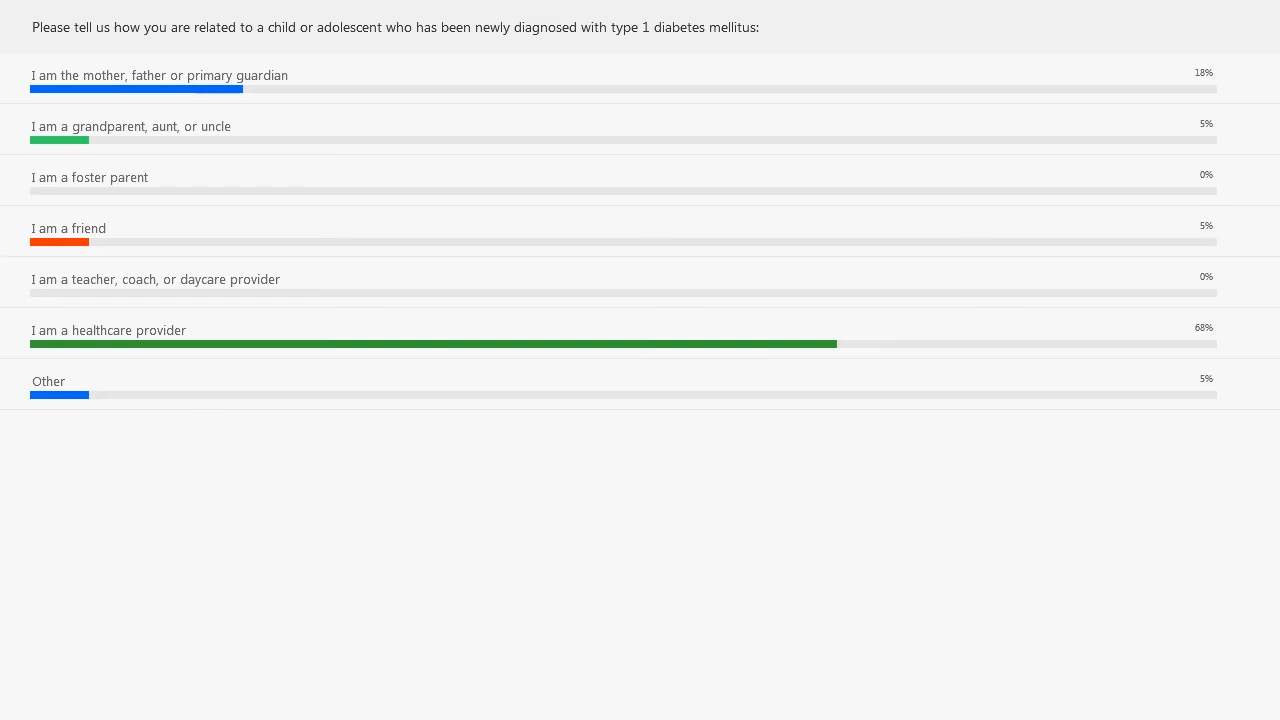 Please tell us how you are related to a child or adolescent who has been newly diagnosed with type 1 diabetes mellitus:
I am the mother, father or primary guardian
18%
I am a grandparent, aunt, or uncle
5%
I am a foster parent
0%
I am a friend
5%
I am a teacher, coach, or daycare provider
0%
I am a healthcare provider
68%
Other
5%